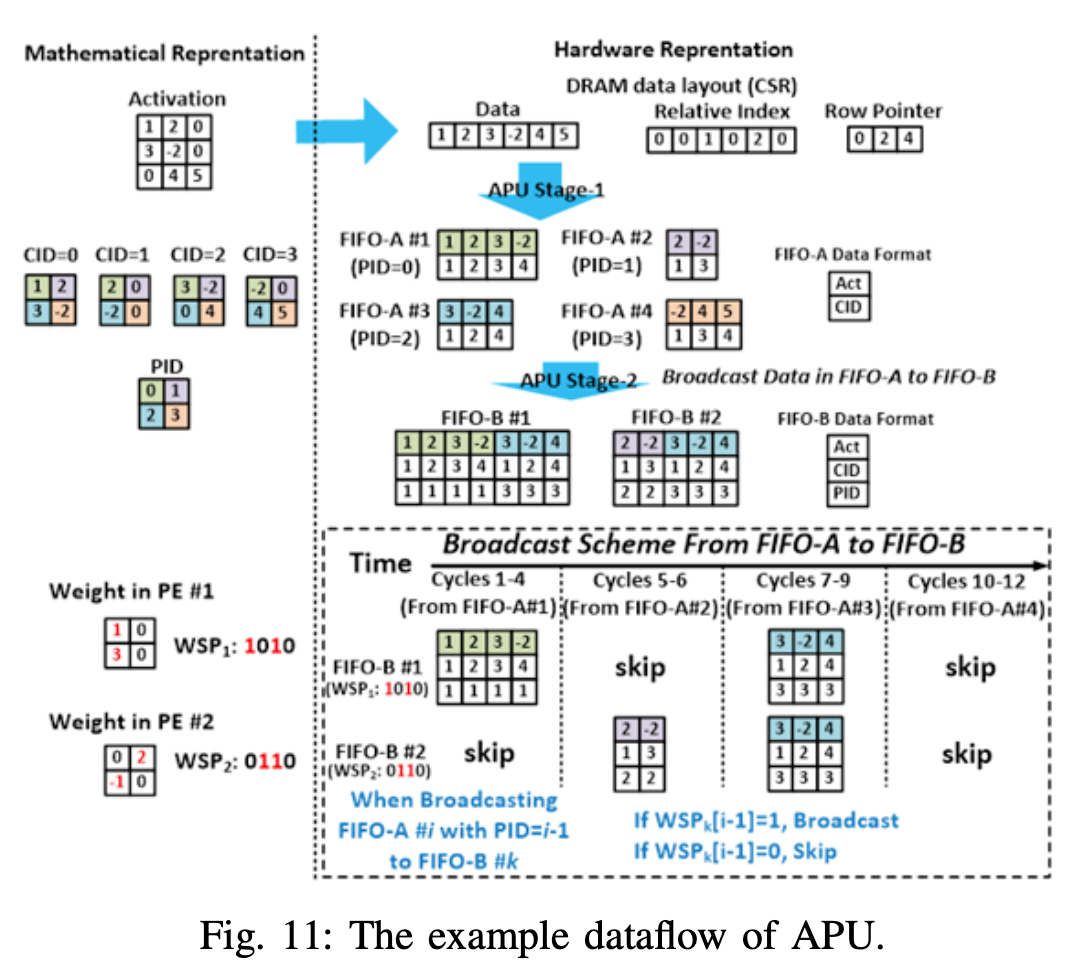 Mathematical Reprentation
Hardware Reprentation
Activation
1 2 0
3 -2 0
0 4 5
DRAM data layout (CSR)
Data
1 2 3 -2 4 5
Relative Index
0 0 1 0 2 0
Row Pointer
0 2 4
APU Stage-1
CID=0 CID=1 CID=2 CID=3
1 2 2 0 3 -2 -2 0
3 -2 -2 0 0 4 4 5
PID
0 1
2 3
FIFO-A #1
(PID=0)
1 2 3 -2
1 2 3 4
FIFO-A #2
(PID=1)
2 -2
1 3
FIFO-A #3
(PID=2)
3 -2 4
1 2 4
FIFO-A #4
(PID=3)
-2 4 5
1 3 4
FIFO-A Data Format
Act
CID
APU Stage-2
Broadcast Data in FIFO-A to FIFO-B
FIFO-B #1
1 2 3 -2 3 -2 4
1 2 3 4 1 2 4
1 1 1 1 3 3 3
FIFO-B #2
2 -2 3 -2 4
1 3 1 2 4
2 2 3 3 3
FIFO-B Data Format
Act
CID
PID
Weight in PE #1
1 0
3 0
WSP1: 1010
Weight in PE #2
0 2
-1 0
WSP2: 0110
Broadcast Scheme From FIFO-A to FIFO-B
Time
Cycles 1-4
(From FIFO-A#1)
Cycles 5-6
(From FIFO-A#2)
Cycles 7-9
(From FIFO-A#3)
Cycles 10-12
(From FIFO-A#4)
FIFO-B #1
(WSP1: 1010)
1 2 3 -2
1 2 3 4
1 1 1 1
skip
3 -2 4
1 2 4
3 3 3
skip
FIFO-B #2
(WSP2: 0110)
skip
2 -2
1 3
2 2
3 -2 4
1 2 4
3 3 3
skip
When Broadcasting
FIFO-A #i with PID=i-1
to FIFO-B #k
If WSPk[i-1]=1, Broadcast
If WSPk[i-1]=0, Skip
Fig. 11: The example dataflow of APU.